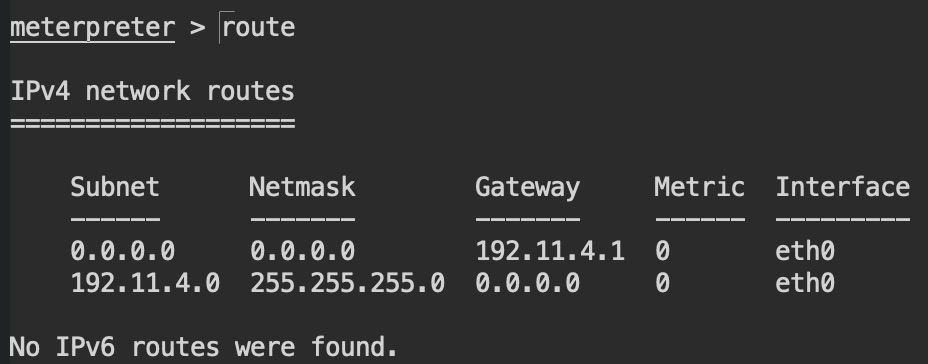 meterpreter > route
IPv4 network routes
===================
Subnet Netmask Gateway Metric Interface
------ ------- ------- ------ ---------
0.0.0.0 0.0.0.0 192.11.4.1 0 eth0
192.11.4.0 255.255.255.0 0.0.0.0 0 eth0
No IPv6 routes were found.